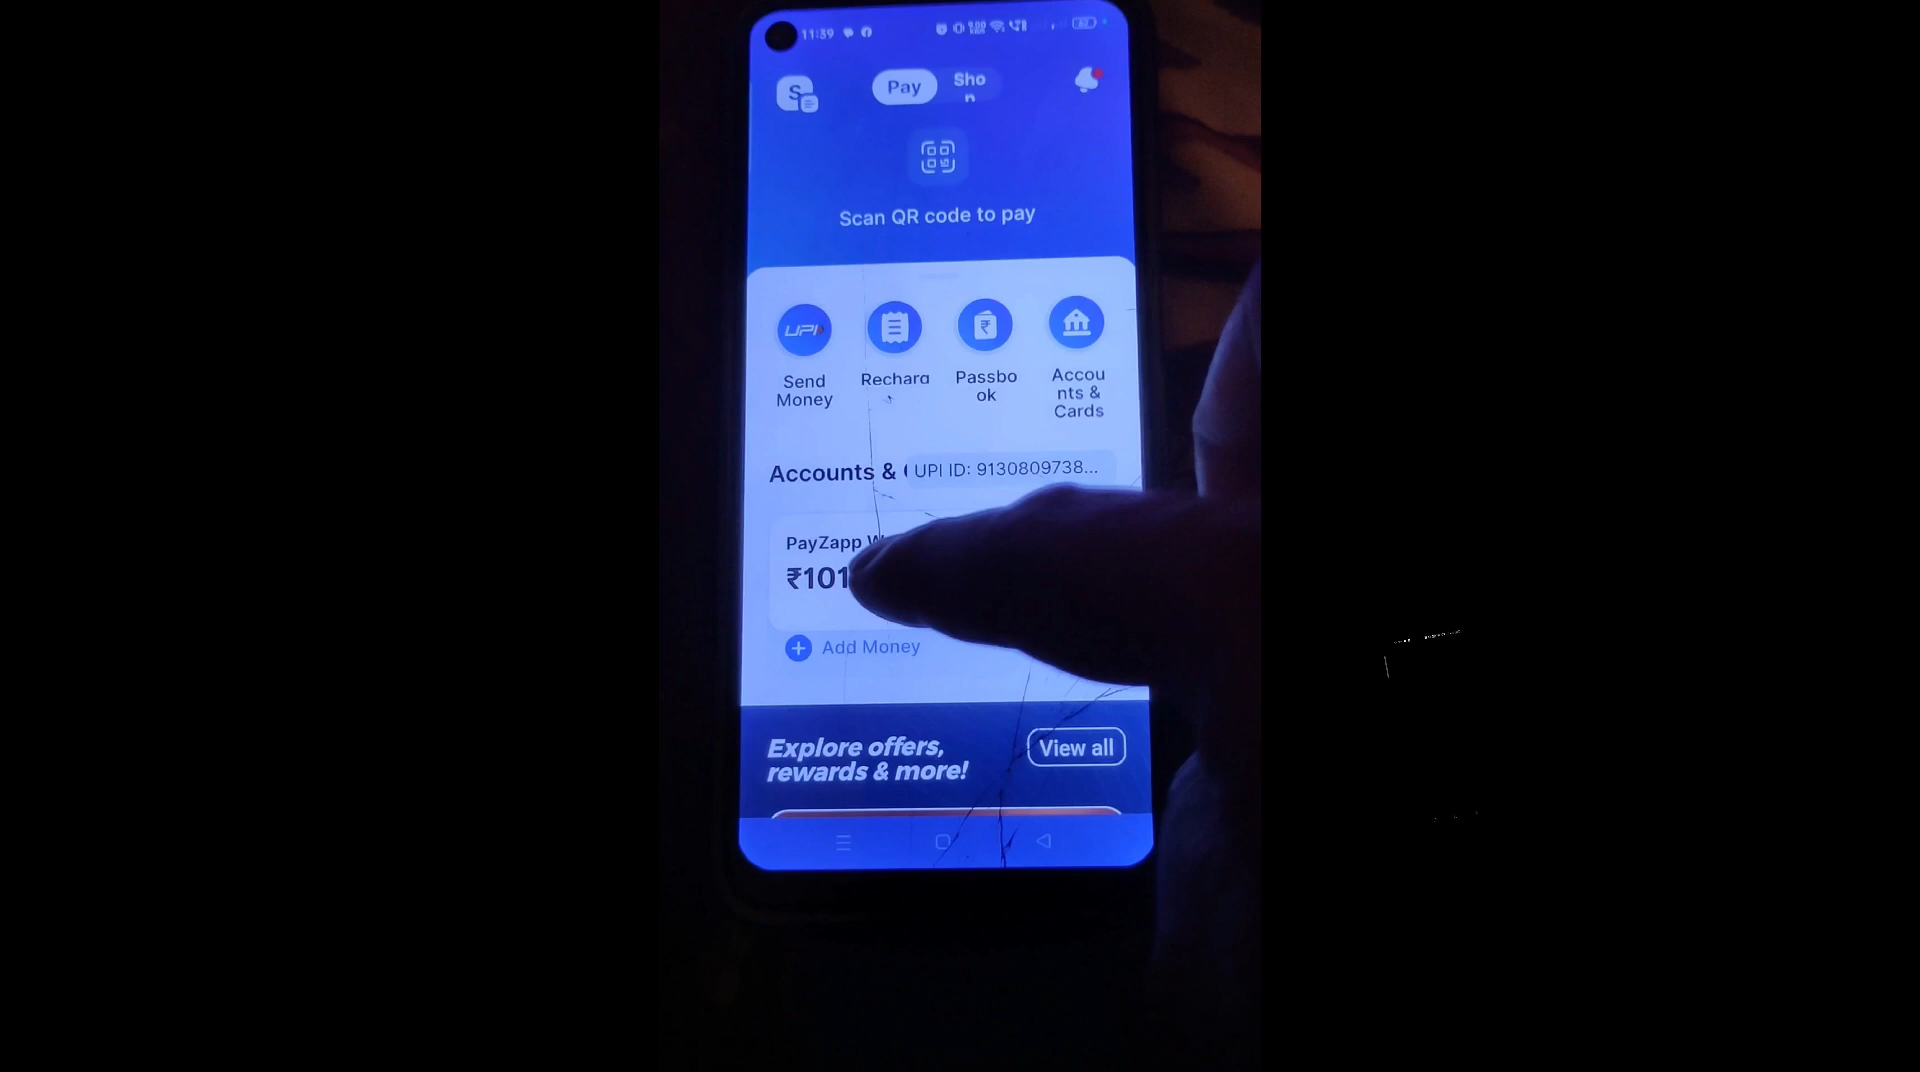 11:39
S
Pay
Sho
Scan QR code to pay
UPI
Send
Money
Recharg
Passbo
ok
Accou
nts &
Cards
Accounts &
UPI ID: 9130809738...
PayZapp W
₹101
Add Money
Explore offers,
rewards & more!
View all